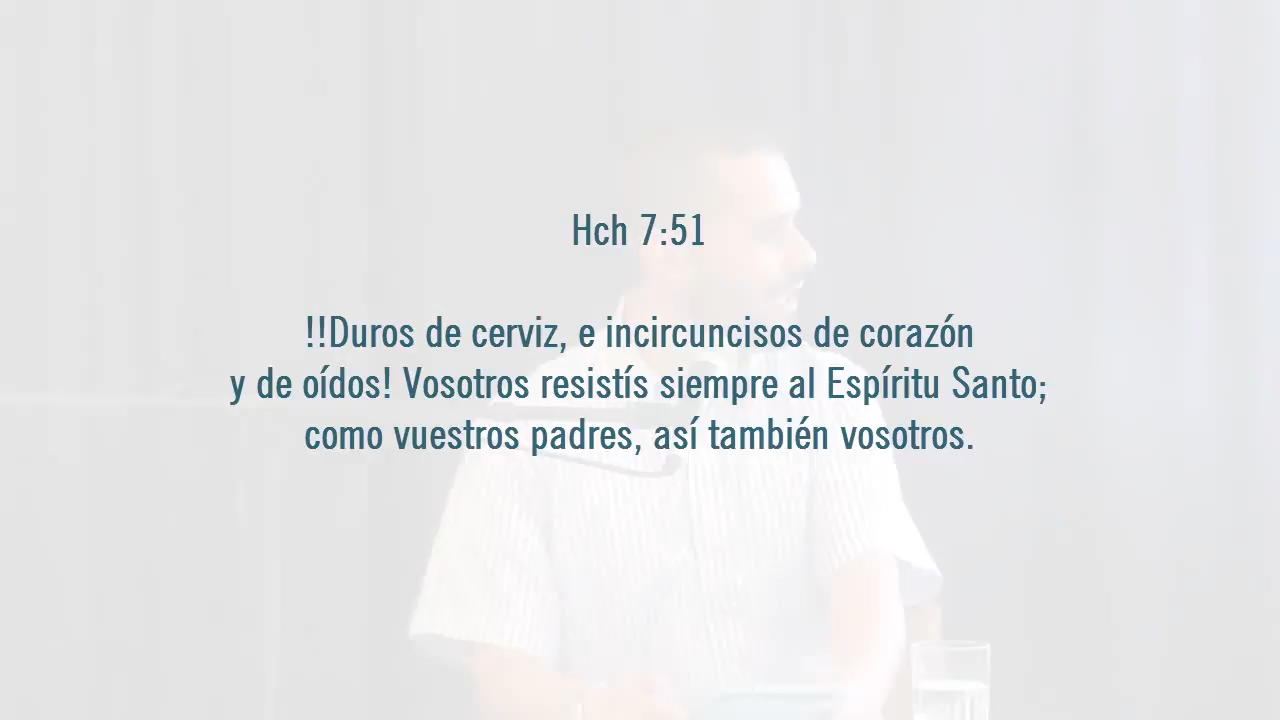 Hch 7:51
!!Duros de cerviz, e incircuncisos de corazón
y de oídos! Vosotros resistís siempre al Espíritu Santo;
como vuestros padres, así también vosotros.